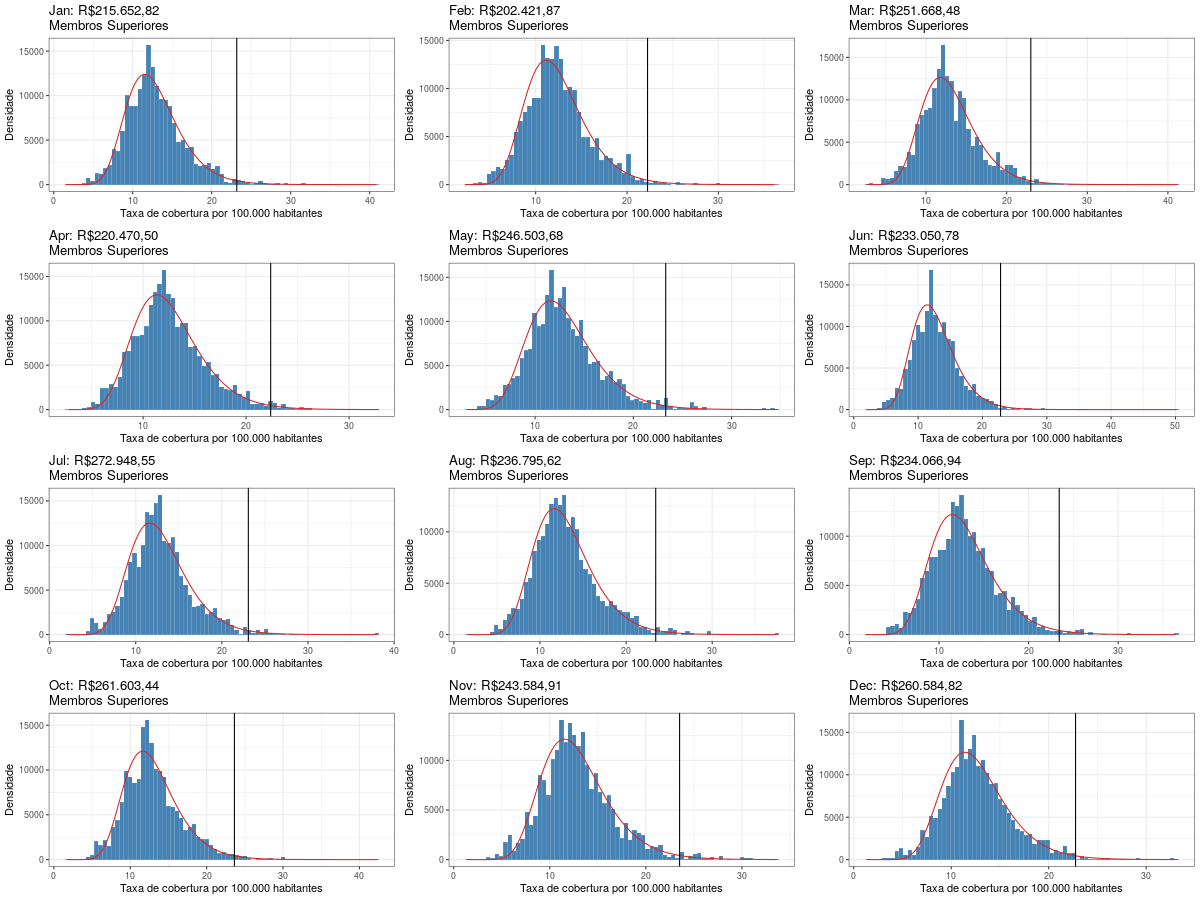 Jan: R$215.652,82
Membros Superiores
Densidade
15000
10000
5000
0
0 10 20 30 40
Taxa de cobertura por 100.000 habitantes
Feb: R$202.421,87
Membros Superiores
Densidade
15000
10000
5000
0
10 20 30
Taxa de cobertura por 100.000 habitantes
Mar: R$251.668,48
Membros Superiores
Densidade
15000
10000
5000
0
10 20 30 40
Taxa de cobertura por 100.000 habitantes
Apr: R$220.470,50
Membros Superiores
Densidade
15000
10000
5000
0
10 20 30
Taxa de cobertura por 100.000 habitantes
May: R$246.503,68
Membros Superiores
Densidade
15000
10000
5000
0
10 20 30
Taxa de cobertura por 100.000 habitantes
Jun: R$233.050,78
Membros Superiores
Densidade
15000
10000
5000
0
0 10 20 30 40 50
Taxa de cobertura por 100.000 habitantes
Jul: R$272.948,55
Membros Superiores
Densidade
15000
10000
5000
0
0 10 20 30 40
Taxa de cobertura por 100.000 habitantes
Aug: R$236.795,62
Membros Superiores
Densidade
10000
5000
0
0 10 20 30
Taxa de cobertura por 100.000 habitantes
Sep: R$234.066,94
Membros Superiores
Densidade
10000
5000
0
0 10 20 30
Taxa de cobertura por 100.000 habitantes
Oct: R$261.603,44
Membros Superiores
Densidade
15000
10000
5000
0
0 10 20 30 40
Taxa de cobertura por 100.000 habitantes
Nov: R$243.584,91
Membros Superiores
Densidade
10000
5000
0
10 20 30
Taxa de cobertura por 100.000 habitantes
Dec: R$260.584,82
Membros Superiores
Densidade
15000
10000
5000
0
0 10 20 30
Taxa de cobertura por 100.000 habitantes